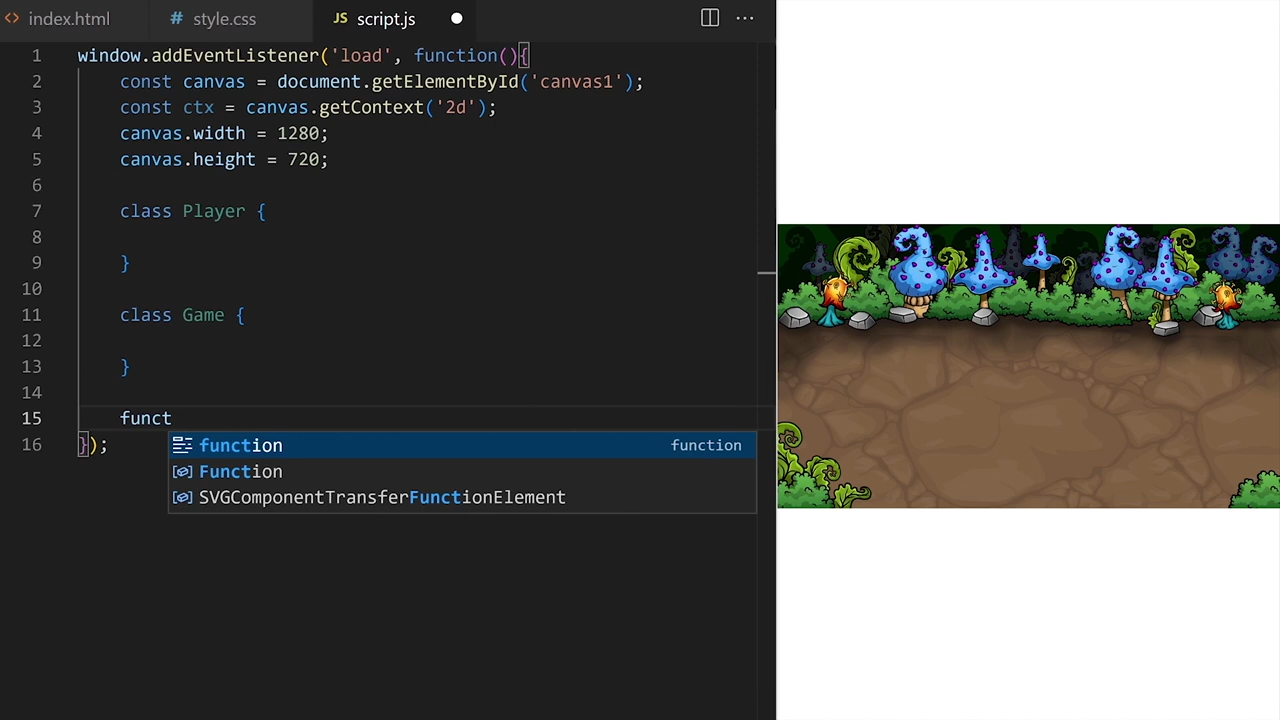 index.html
# style.css
JS script.js
1 window.addEventListener('load', function(){
2 const canvas = document.getElementById('canvas1');
3 const ctx = canvas.getContext('2d');
4 canvas.width = 1280;
5 canvas.height = 720;
6
7 class Player {
8
9 }
10
11 class Game {
12
13 }
14
15 funct
16 });
function function
Function
SVGComponentTransferFunctionElement